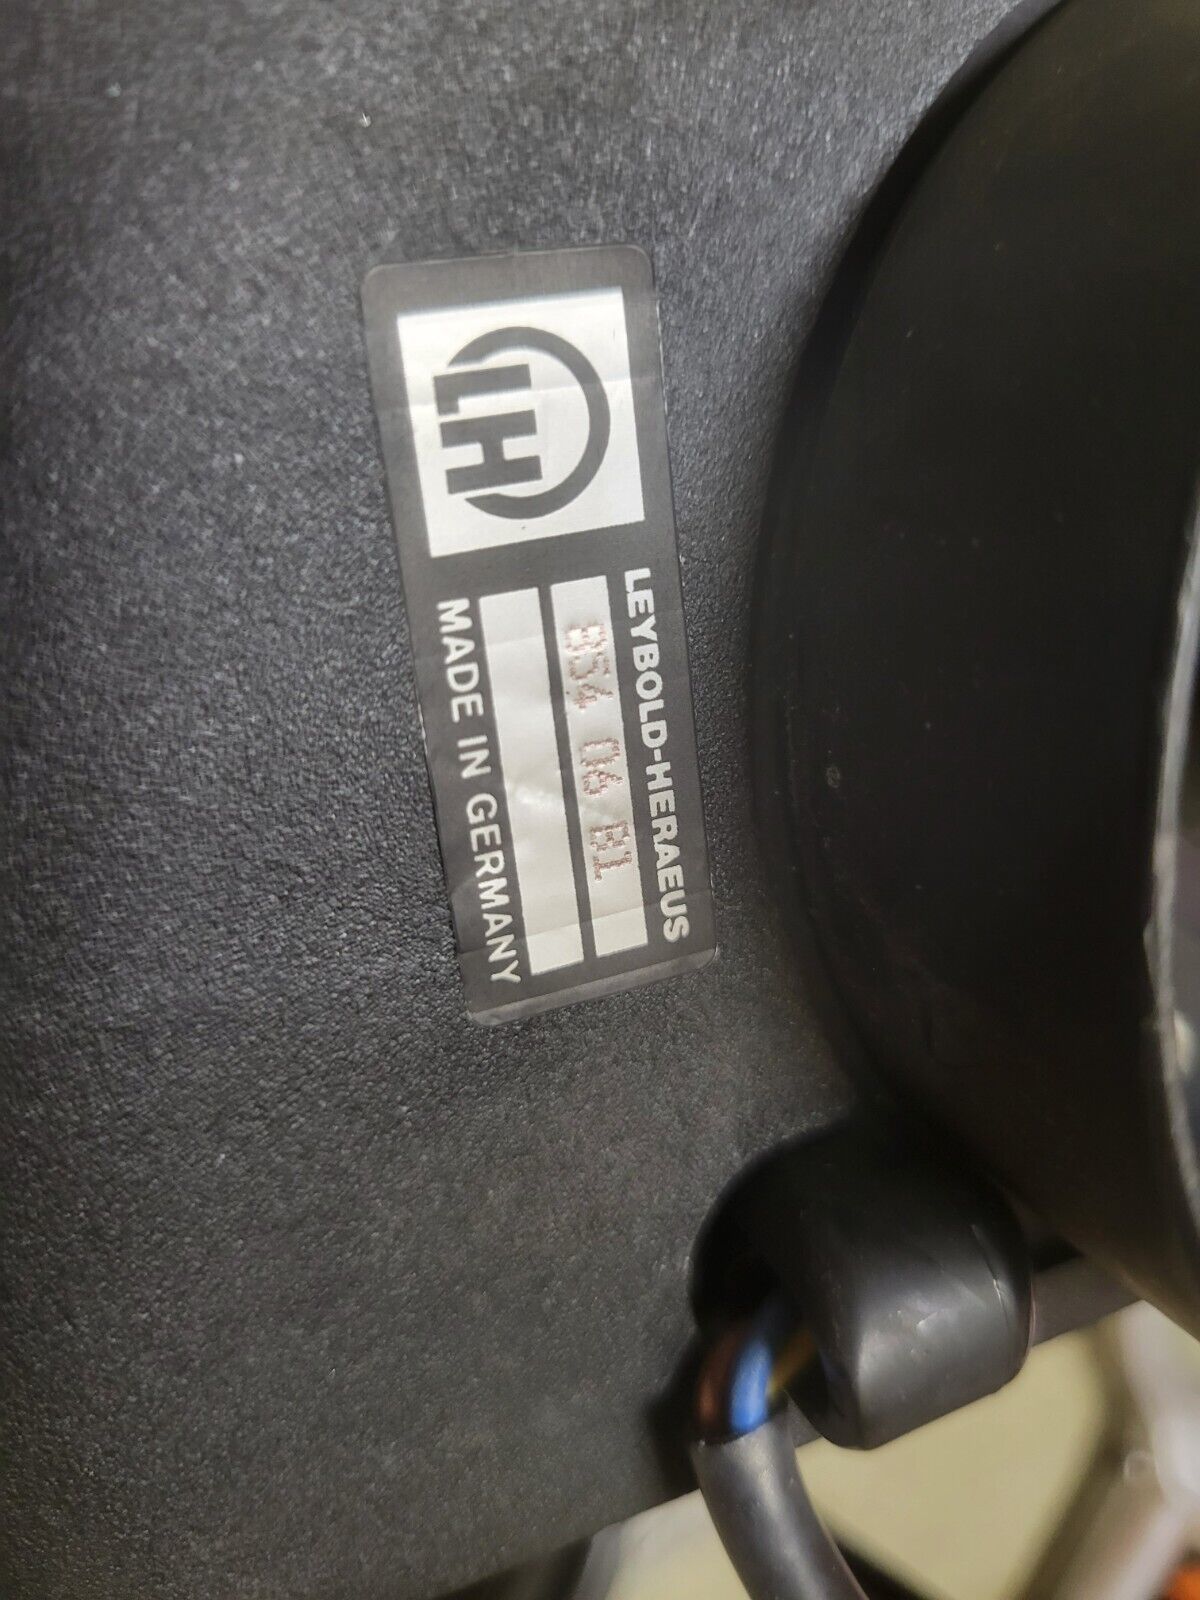 LH
LEYBOLD-HERAEUS
854 06 B1
MADE IN GERMANY